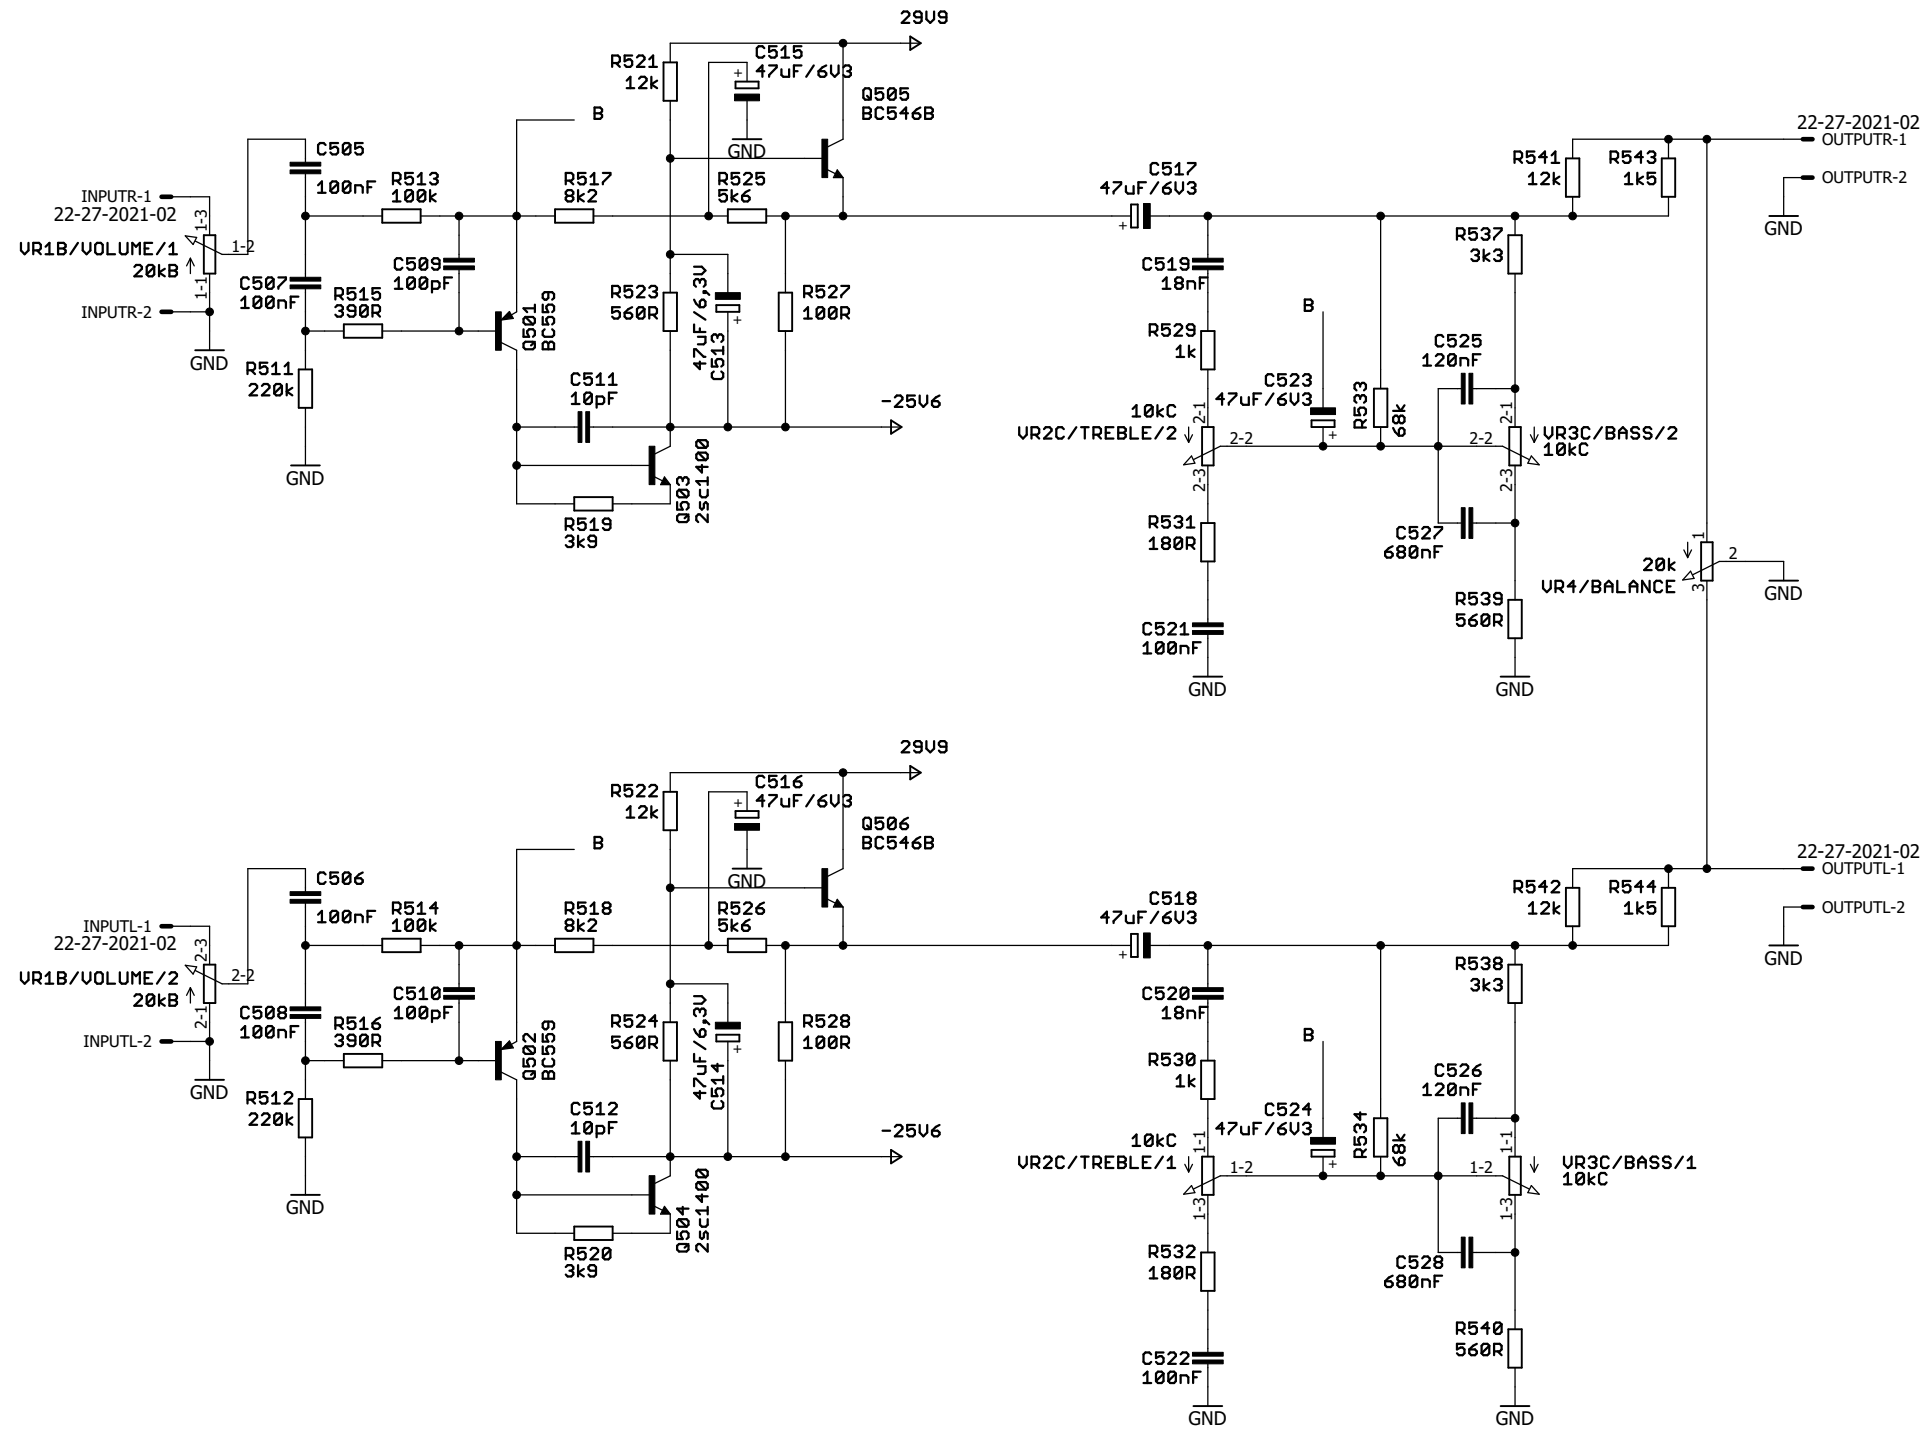 29V9
C515
47uF/6V3
R521
12k
Q505
BC546B
B
GND
22-27-2021-02
OUTPUTR-1
OUTPUTR-2
GND
C505
100nF
R513
100k
R517
8k2
R525
5k6
C517
47uF/6V3
+
R541
12k
R543
1k5
INPUTR-1
22-27-2021-02
1-3
VR1B/VOLUME/1
20kB
1-2
1-1
INPUTR-2
GND
C507
100nF
R515
390R
C509
100pF
Q501
BC559
R523
560R
47uF/6,3V
C513
+
R527
100R
C519
18nF
R537
3k3
R529
1k
B
C525
120nF
R511
220k
GND
C511
10pF
-25V6
C523
47uF/6V3
+
R533
68k
10kC
VR2C/TREBLE/2
2-1
2-2
2-3
2-1
2-2
2-3
VR3C/BASS/2
10kC
Q503
2sc1400
R519
3k9
R531
180R
C527
680nF
C521
100nF
GND
R539
560R
GND
20k
VR4/BALANCE
1
2
3
GND
29V9
C516
+
47uF/6V3
R522
12k
Q506
BC546B
B
GND
22-27-2021-02
OUTPUTL-1
OUTPUTL-2
GND
C506
100nF
R514
100k
R518
8k2
R526
5k6
C518
47uF/6V3
+
R542
12k
R544
1k5
INPUTL-1
22-27-2021-02
2-3
VR1B/VOLUME/2
20kB
2-2
2-1
INPUTL-2
GND
C508
100nF
R516
390R
C510
100pF
Q502
BC559
R524
560R
47uF/6,3V
C514
+
R528
100R
C520
18nF
R538
3k3
R530
1k
B
C526
120nF
R512
220k
GND
C512
10pF
-25V6
C524
47uF/6V3
+
R534
68k
10kC
VR2C/TREBLE/1
1-1
1-2
1-3
1-1
1-2
1-3
VR3C/BASS/1
10kC
Q504
2sc1400
R520
3k9
R532
180R
C528
680nF
C522
100nF
GND
R540
560R
GND